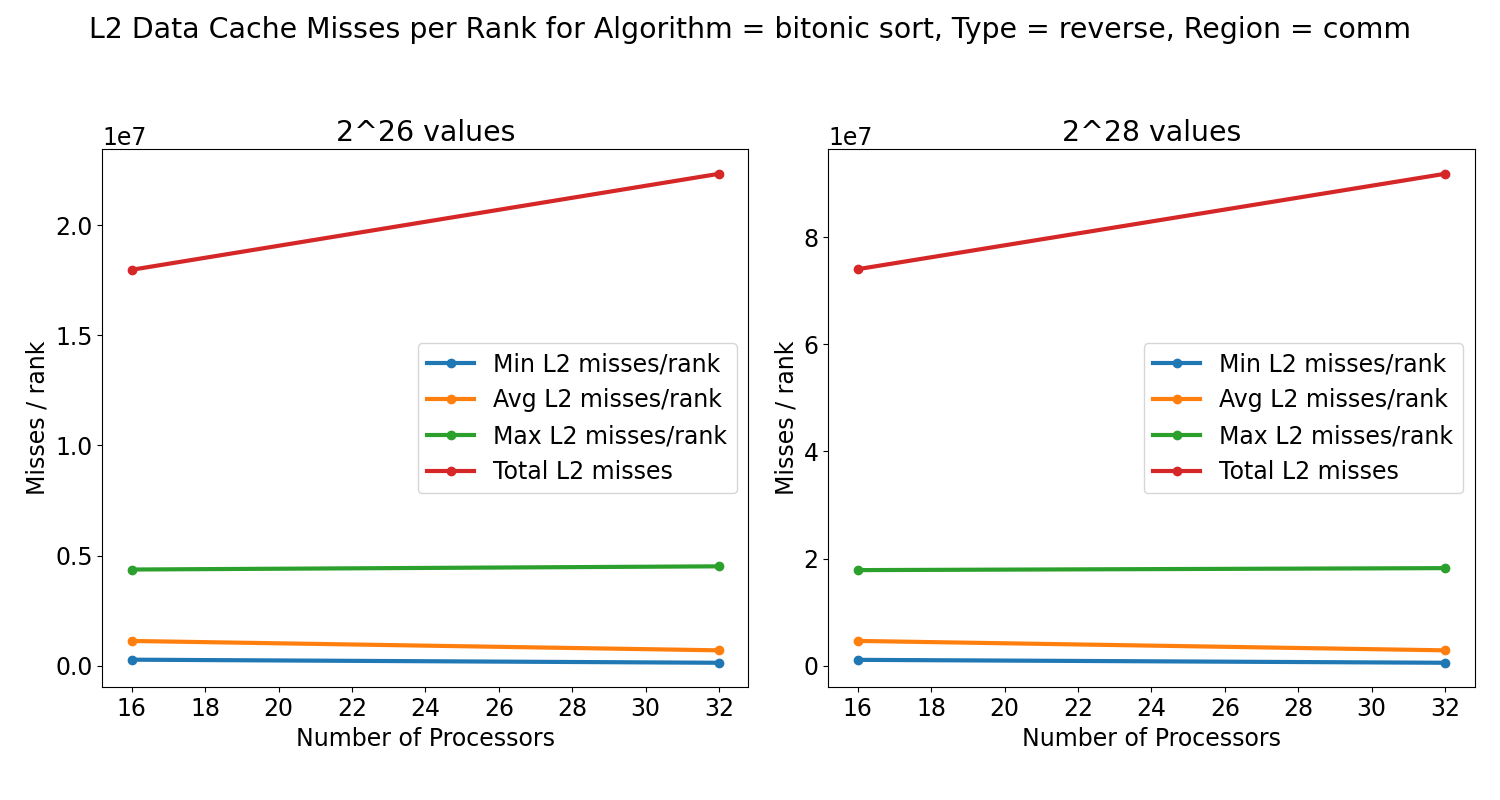 L2 Data Cache Misses per Rank for Algorithm = bitonic sort, Type = reverse, Region = comm
2^26 values
1e7
2.0
1.5
1.0
0.5
0.0
Misses / rank
Min L2 misses/rank
Avg L2 misses/rank
Max L2 misses/rank
Total L2 misses
16 18 20 22 24 26 28 30 32
Number of Processors
2^28 values
1e7
8
6
4
2
0
Misses / rank
Min L2 misses/rank
Avg L2 misses/rank
Max L2 misses/rank
Total L2 misses
16 18 20 22 24 26 28 30 32
Number of Processors